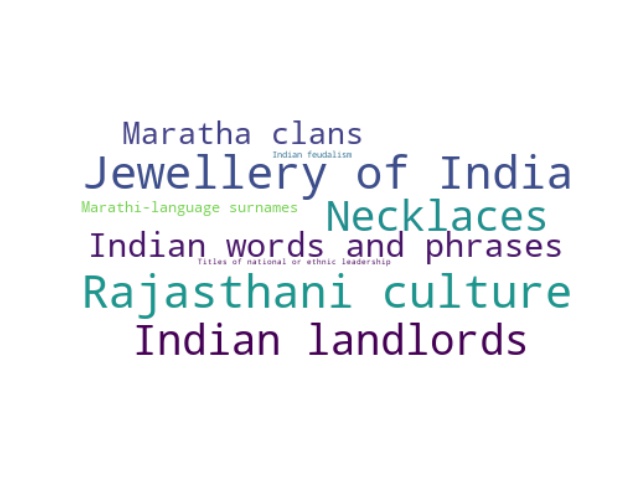 Maratha clans
Indian feudalism
Jewellery of India
Marathi-language surnames
Necklaces
Indian words and phrases
Titles of national or ethnic leadership
Rajasthani culture
Indian landlords